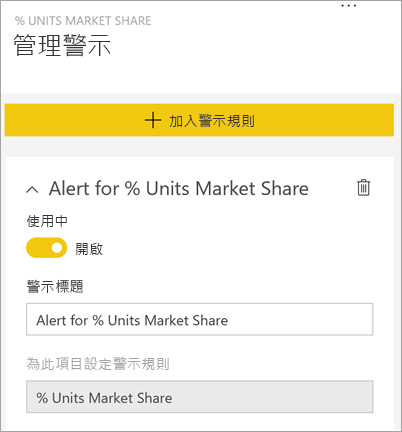 % UNITS MARKET SHARE
管理警示
加入警示規則
Alert for % Units Market Share
使用中
開啟
警示標題
Alert for % Units Market Share
為此項目設定警示規則
% Units Market Share